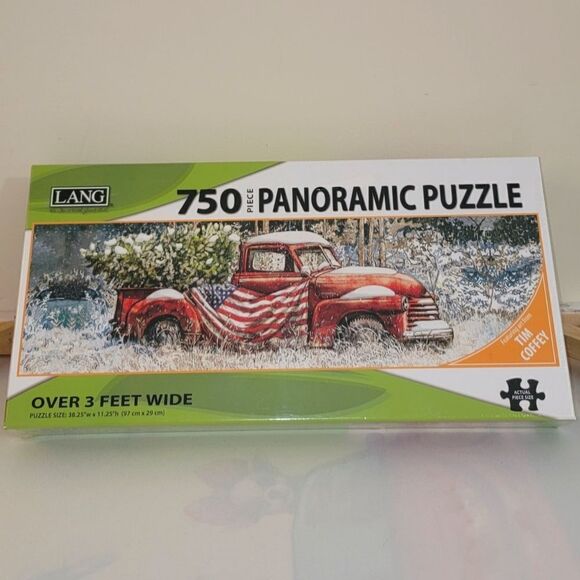 LANG
750 PIECE PANORAMIC PUZZLE
TIM
COFFEY
OVER 3 FEET WIDE
PUZZLE SIZE: 38.25"w x 11.25"h (97 cm x 29 cm)
ACTUAL
PIECE SIZE